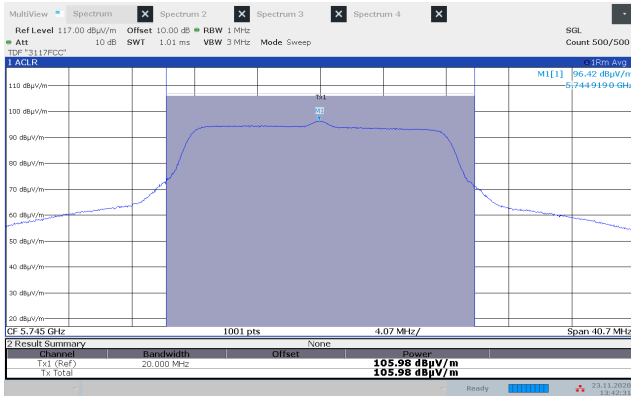 MultiView Spectrum Spectrum 2 Spectrum 3 Spectrum 4
Ref Level 117.00 dBµV/m Offset 10.00 dB RBW 1 MHz SGL
Att 10 dB SWT 1.01 ms VBW 3 MHz Mode Sweep Count 500/500
TDF "3117FCC"
1 ACLR 1Rm Avg
M1[1] 96.42 dBµV/m
5.7449190 GHz
110 dBµV/m
Tx1
100 dBµV/m
M1
90 dBµV/m
80 dBµV/m
70 dBµV/m
60 dBµV/m
50 dBµV/m
40 dBµV/m
30 dBµV/m
20 dBµV/m
CF 5.745 GHz 1001 pts 4.07 MHz/ Span 40.7 MHz
2 Result Summary None
Channel Bandwidth Offset Power
Tx1 (Ref) 20.000 MHz 105.98 dBµV/m
Tx Total 105.98 dBµV/m
Ready 23.11.2020
13:42:31